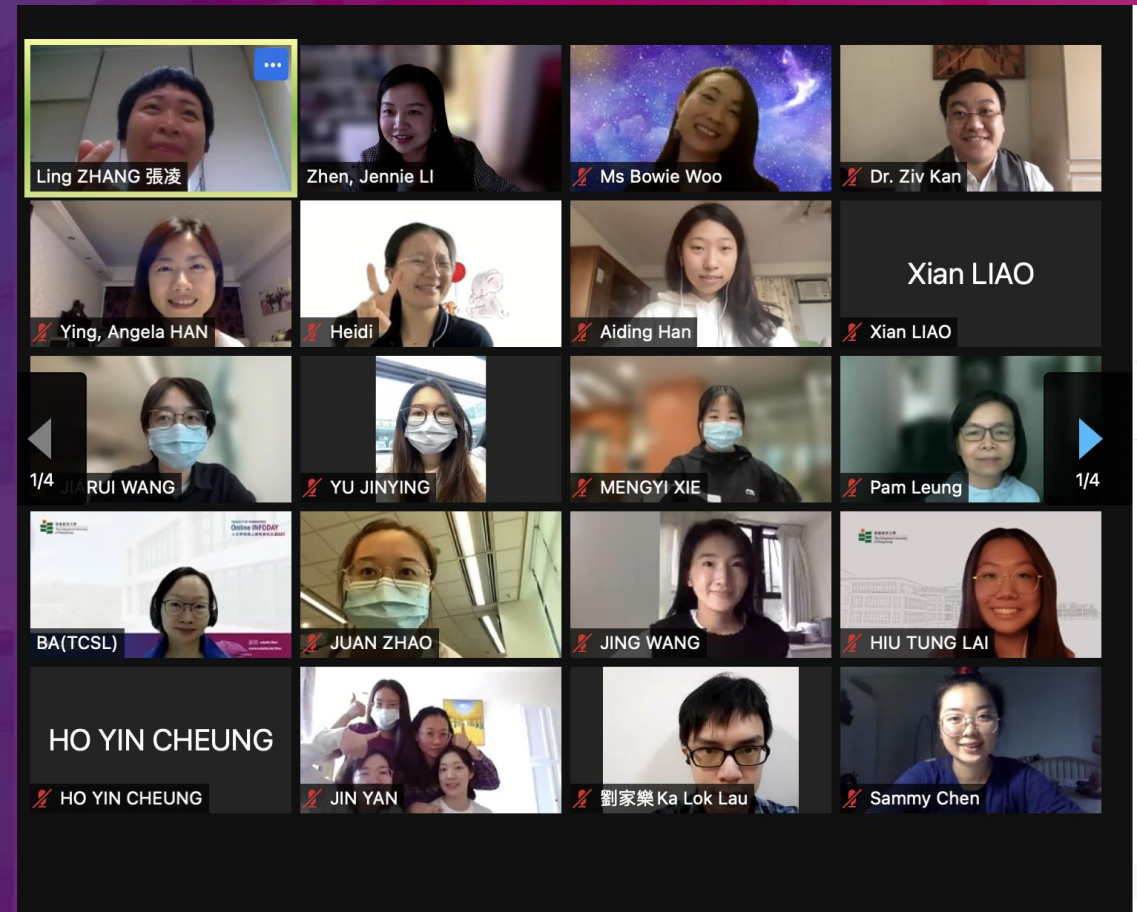 Ling ZHANG 張凌
Zhen, Jennie LI
Ms Bowie Woo
Dr. Ziv Kan
Ying, Angela HAN
Heidi
Aiding Han
Xian LIAO
Xian LIAO
1/4
JIARUI WANG
YU JINYING
MENGYI XIE
Pam Leung
1/4
Online INFODAY
BA(TCSL)
JUAN ZHAO
JING WANG
HIU TUNG LAI
HO YIN CHEUNG
HO YIN CHEUNG
JIN YAN
劉家樂 Ka Lok Lau
Sammy Chen